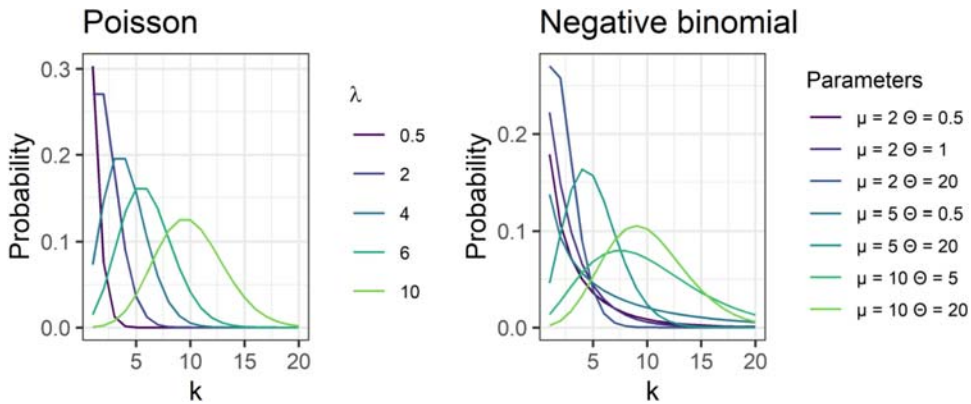 Poisson
0.3
0.2
0.1
0.0
Probability
5 10 15 20
k
λ
0.5
2
4
6
10
Negative binomial
0.2
0.1
0.0
Probability
5 10 15 20
k
Parameters
μ = 2 Θ = 0.5
μ = 2 Θ = 1
μ = 2 Θ = 20
μ = 5 Θ = 0.5
μ = 5 Θ = 20
μ = 10 Θ = 5
μ = 10 Θ = 20